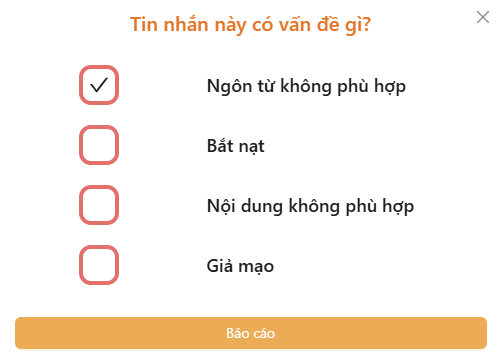 Tin nhắn này có vấn đề gì?
Ngôn từ không phù hợp
Bắt nạt
Nội dung không phù hợp
Giả mạo
Báo cáo